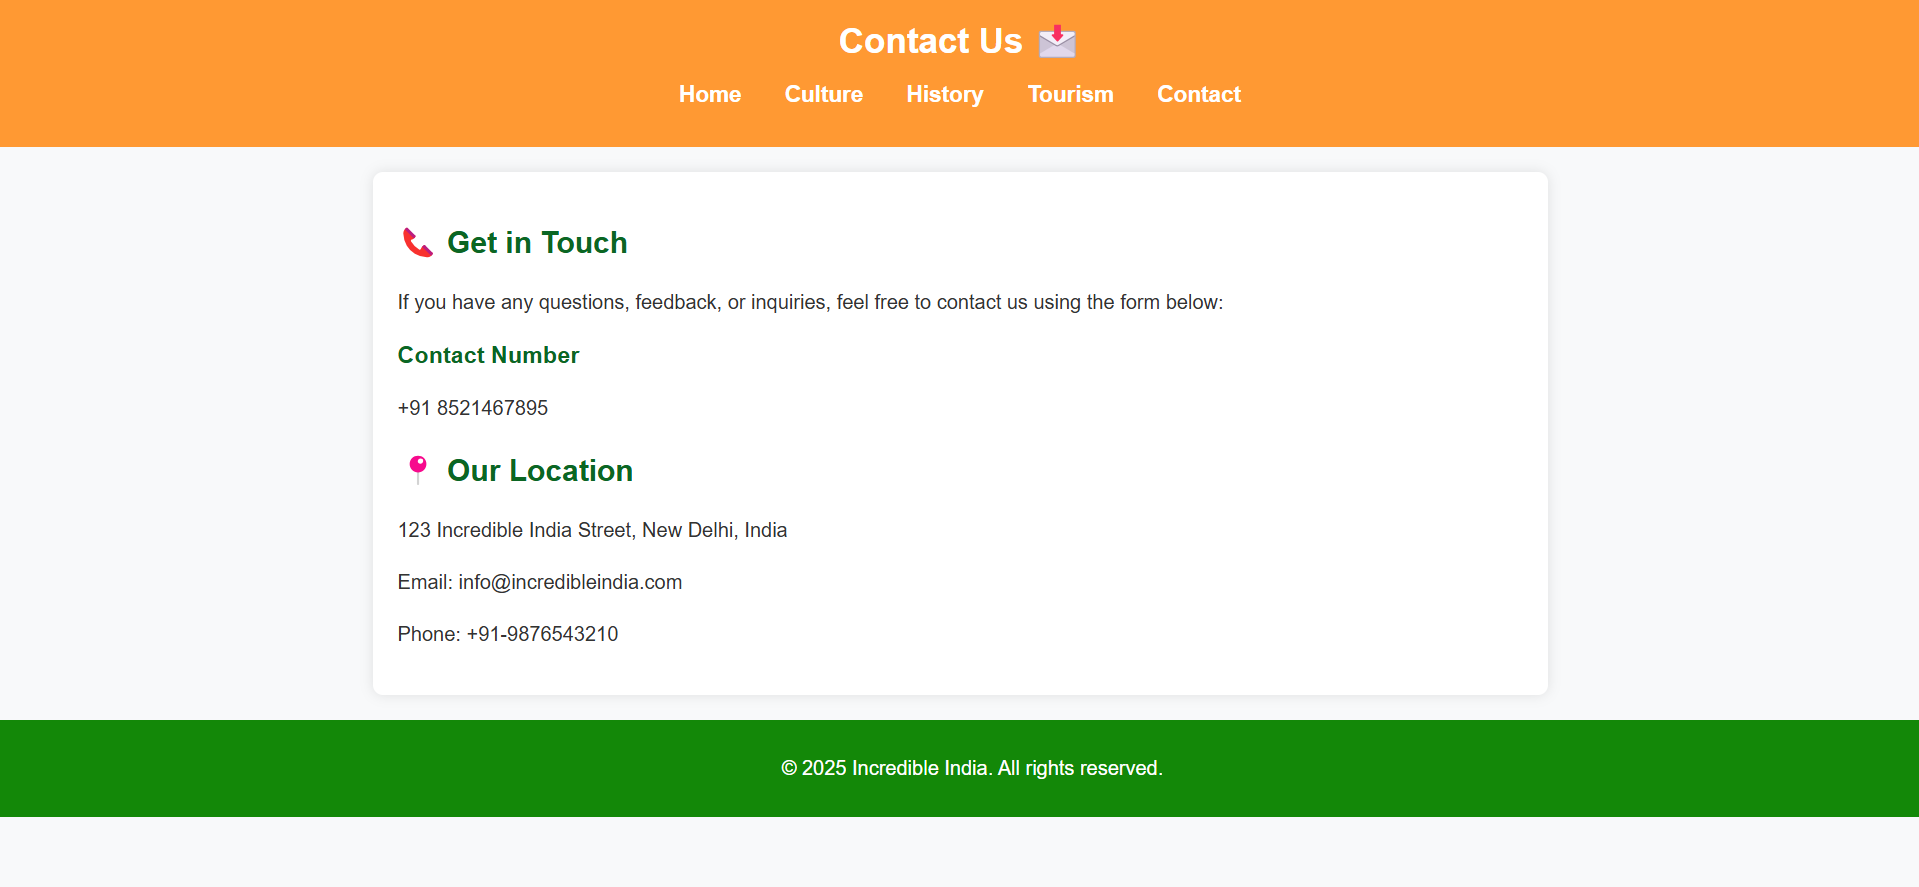 Contact Us
Home Culture History Tourism Contact
Get in Touch
If you have any questions, feedback, or inquiries, feel free to contact us using the form below:
Contact Number
+91 8521467895
Our Location
123 Incredible India Street, New Delhi, India
Email: info@incredibleindia.com
Phone: +91-9876543210
© 2025 Incredible India. All rights reserved.